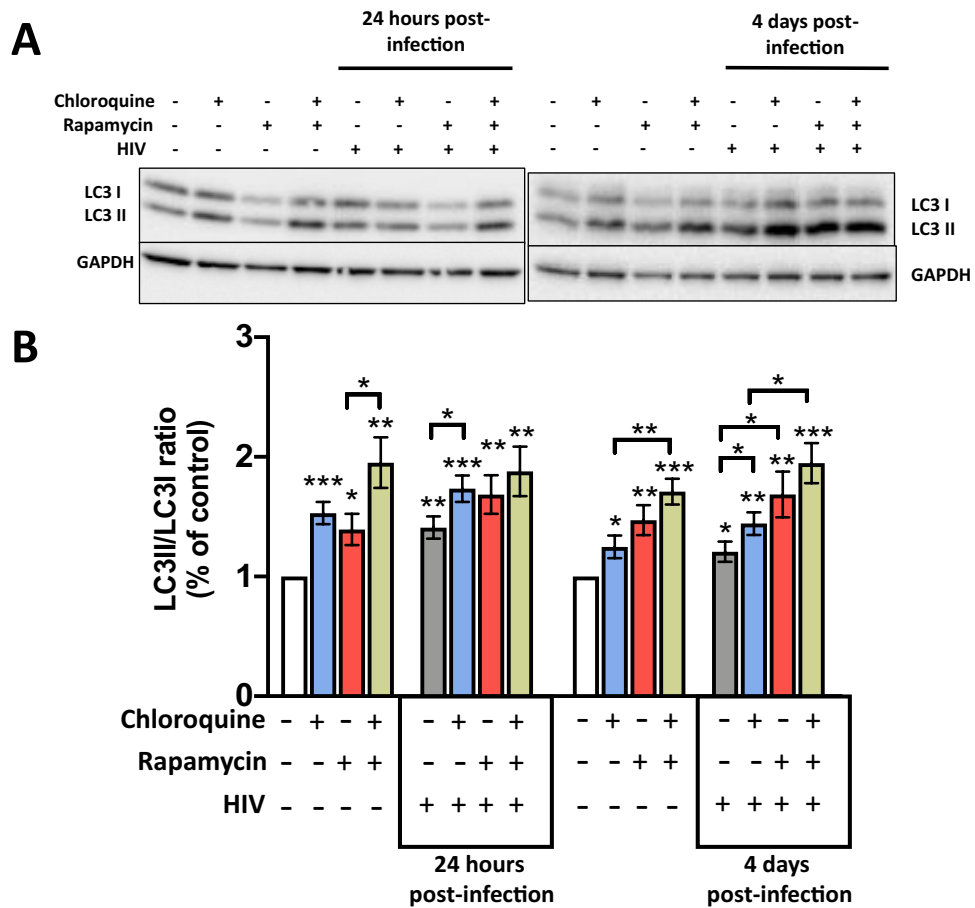 A
24 hours post-
infection
4 days post-
infection
Chloroquine - + - + - + - + - + - + - + - +
Rapamycin - - + + - - + + - - + + - - + +
HIV - - - - + + + + - - - - + + + +
LC3 I
LC3 II
GAPDH
LC3 I
LC3 II
GAPDH
B
LC3II/LC3I ratio
(% of control)
3
2
1
0
*** * ** *
** *** ** ** *
* ** *** **
* ** ** *** * * *
Chloroquine - + - + - + - + - + - + - + - +
Rapamycin - - + + - - + + - - + + - - + +
HIV - - - - + + + + - - - - + + + +
24 hours
post-infection
4 days
post-infection